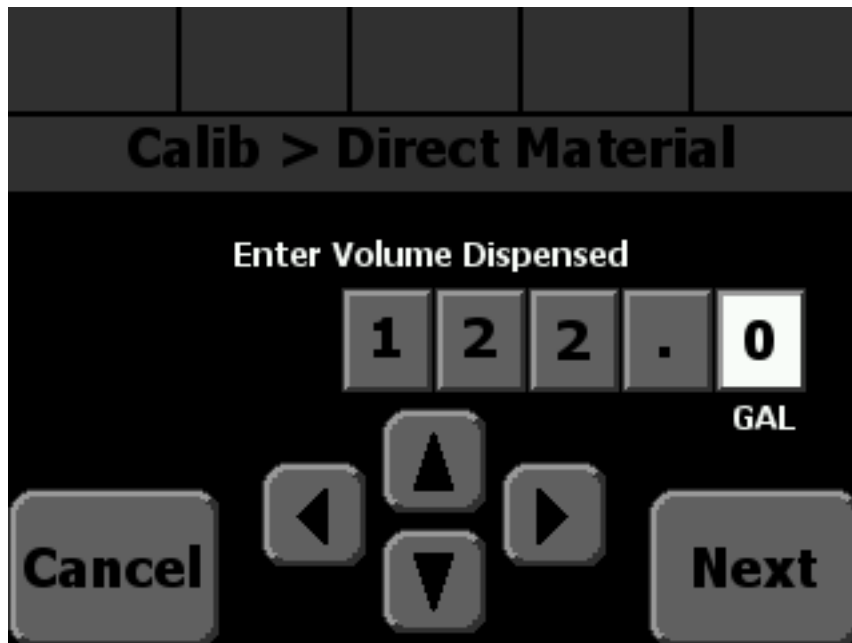 Calib > Direct Material
Enter Volume Dispensed
1 2 2 . 0
GAL
Cancel
Next